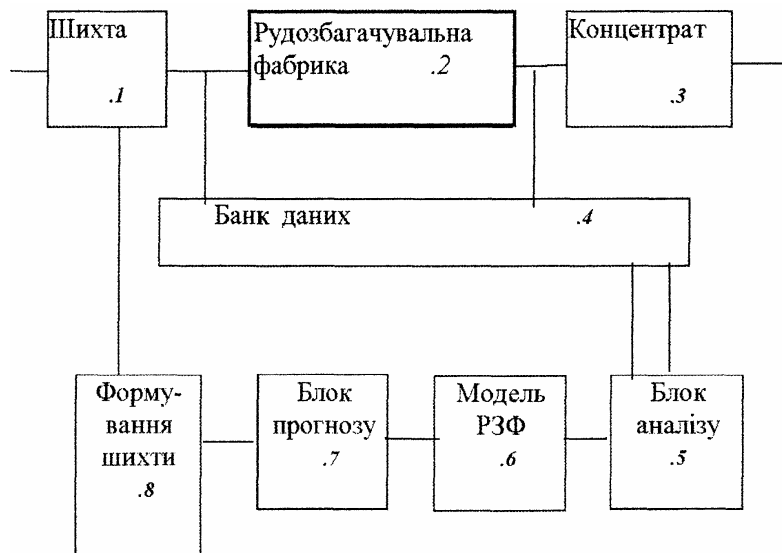 Шихта
.1
Рудозбагачувальна
фабрика .2
Концентрат
.3
Банк даних .4
Форму-
вання
шихти
.8
Блок
прогнозу
.7
Модель
РЗФ
.6
Блок
аналізу
.5